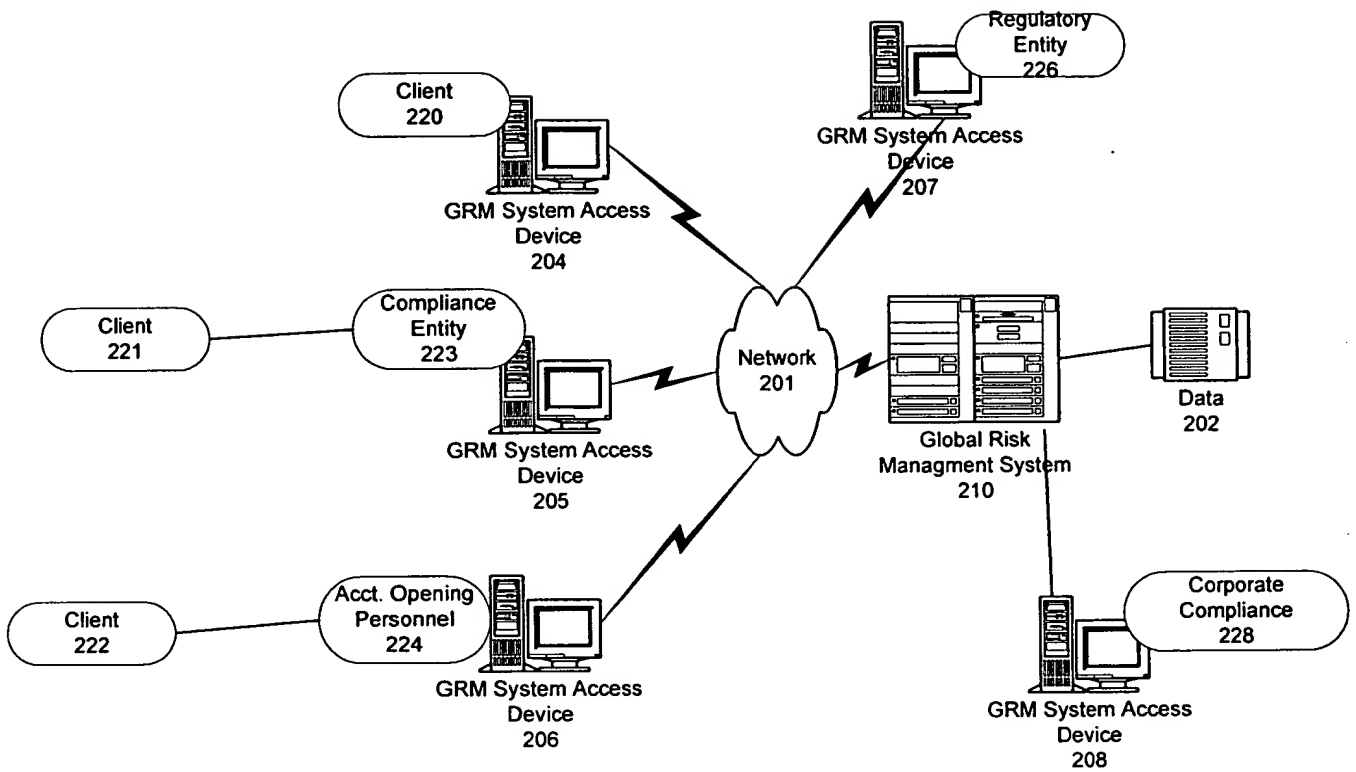 Regulatory
Entity
226
GRM System Access
Device
207
Client
220
GRM System Access
Device
204
Client
221
Compliance
Entity
223
GRM System Access
Device
205
Network
201
Global Risk
Managment System
210
Data
202
Client
222
Acct. Opening
Personnel
224
GRM System Access
Device
206
Corporate
Compliance
228
GRM System Access
Device
208